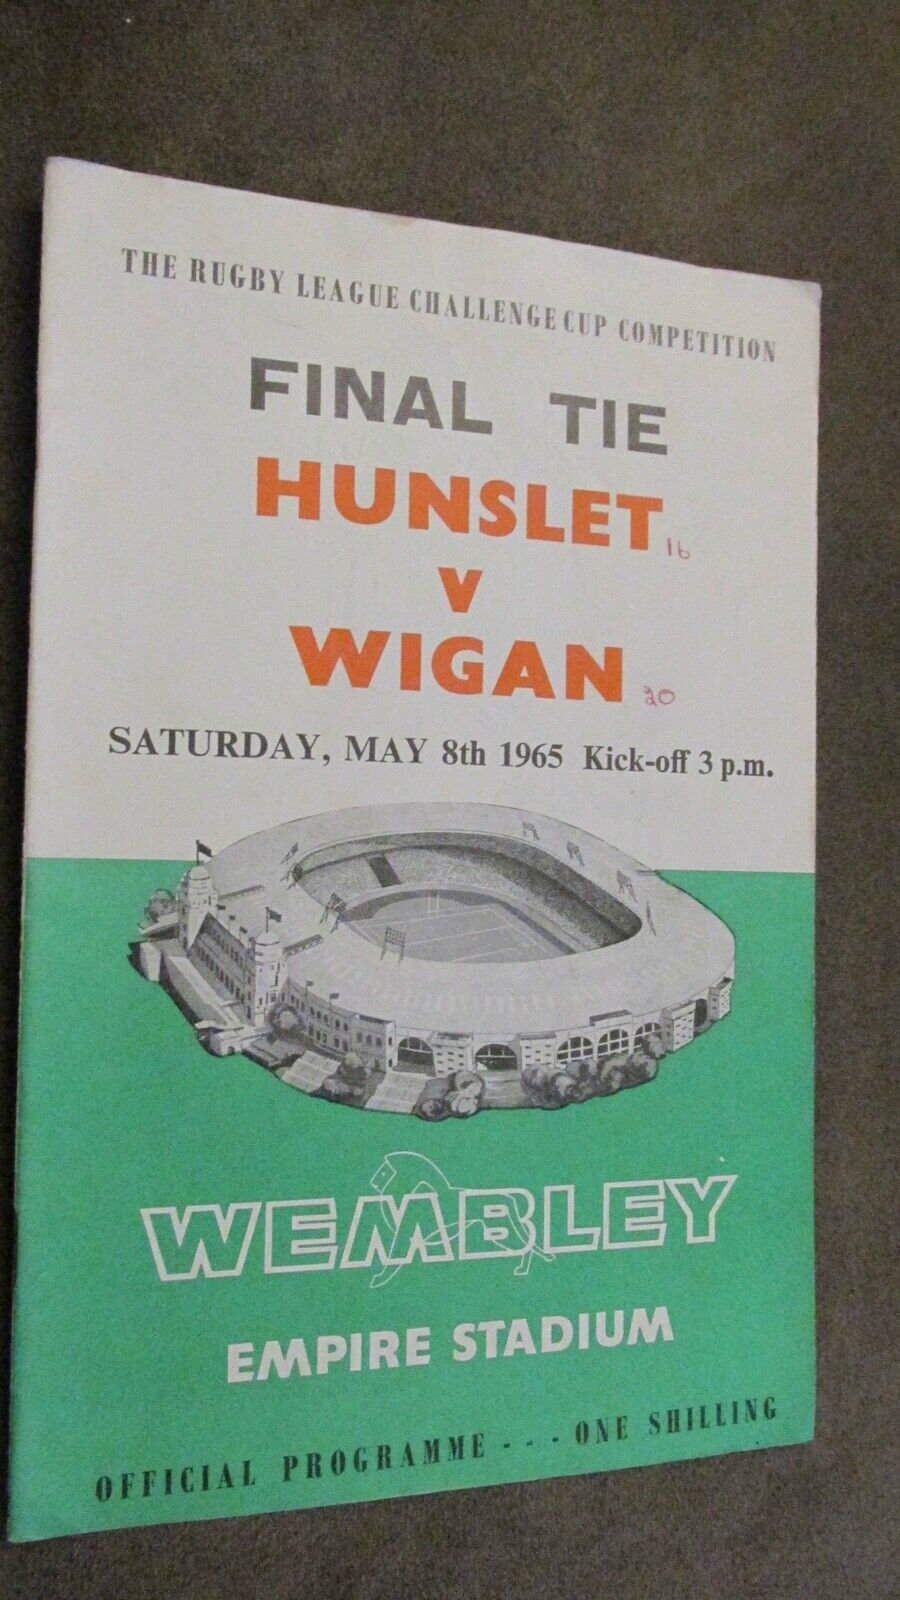 THE RUGBY LEAGUE CHALLENGE CUP COMPETITION
FINAL TIE
HUNSLET 16
V
WIGAN 20
SATURDAY, MAY 8th 1965 Kick-off 3 p.m.
WEMBLEY
EMPIRE STADIUM
OFFICIAL PROGRAMME - - - ONE SHILLING